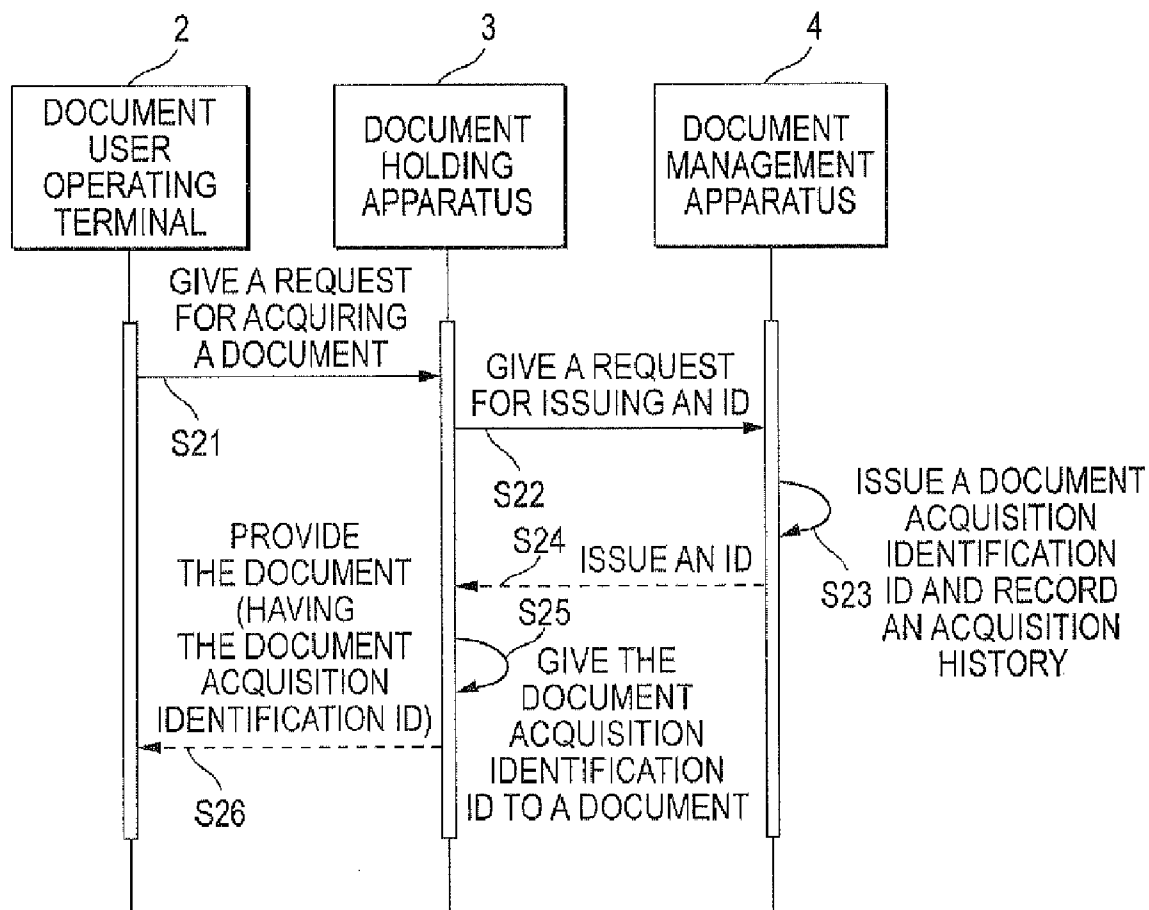 2
3
4
DOCUMENT
USER
OPERATING
TERMINAL
DOCUMENT
HOLDING
APPARATUS
DOCUMENT
MANAGEMENT
APPARATUS
GIVE A REQUEST
FOR ACQUIRING
A DOCUMENT
S21
GIVE A REQUEST
FOR ISSUING AN ID
S22
ISSUE A DOCUMENT
ACQUISITION
IDENTIFICATION
ID AND RECORD
AN ACQUISITION
HISTORY
S23
S24
ISSUE AN ID
S25
GIVE THE
DOCUMENT
ACQUISITION
IDENTIFICATION
ID TO A DOCUMENT
PROVIDE
THE DOCUMENT
(HAVING
THE DOCUMENT
ACQUISITION
IDENTIFICATION ID)
S26